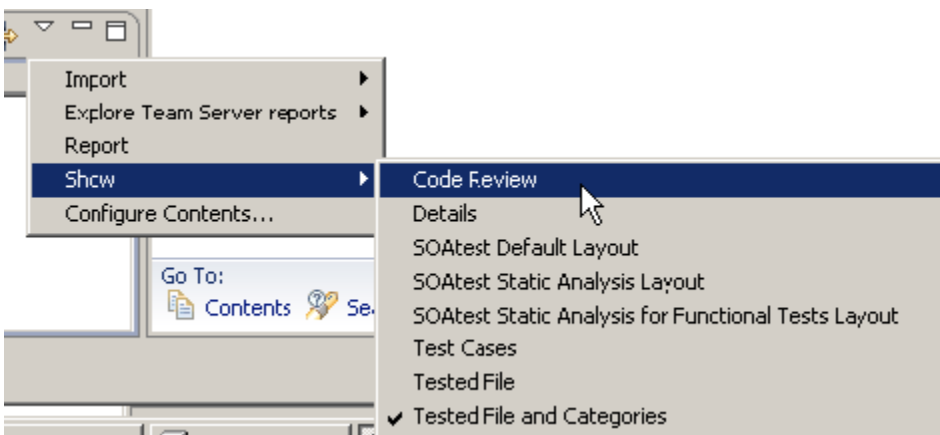 Import
Explore Team Server reports
Report
Show
Configure Contents...
Code Review
Details
SOAtest Default Layout
SOAtest Static Analysis Layout
SOAtest Static Analysis for Functional Tests Layout
Test Cases
Tested File
Tested File and Categories
Go To:
Contents